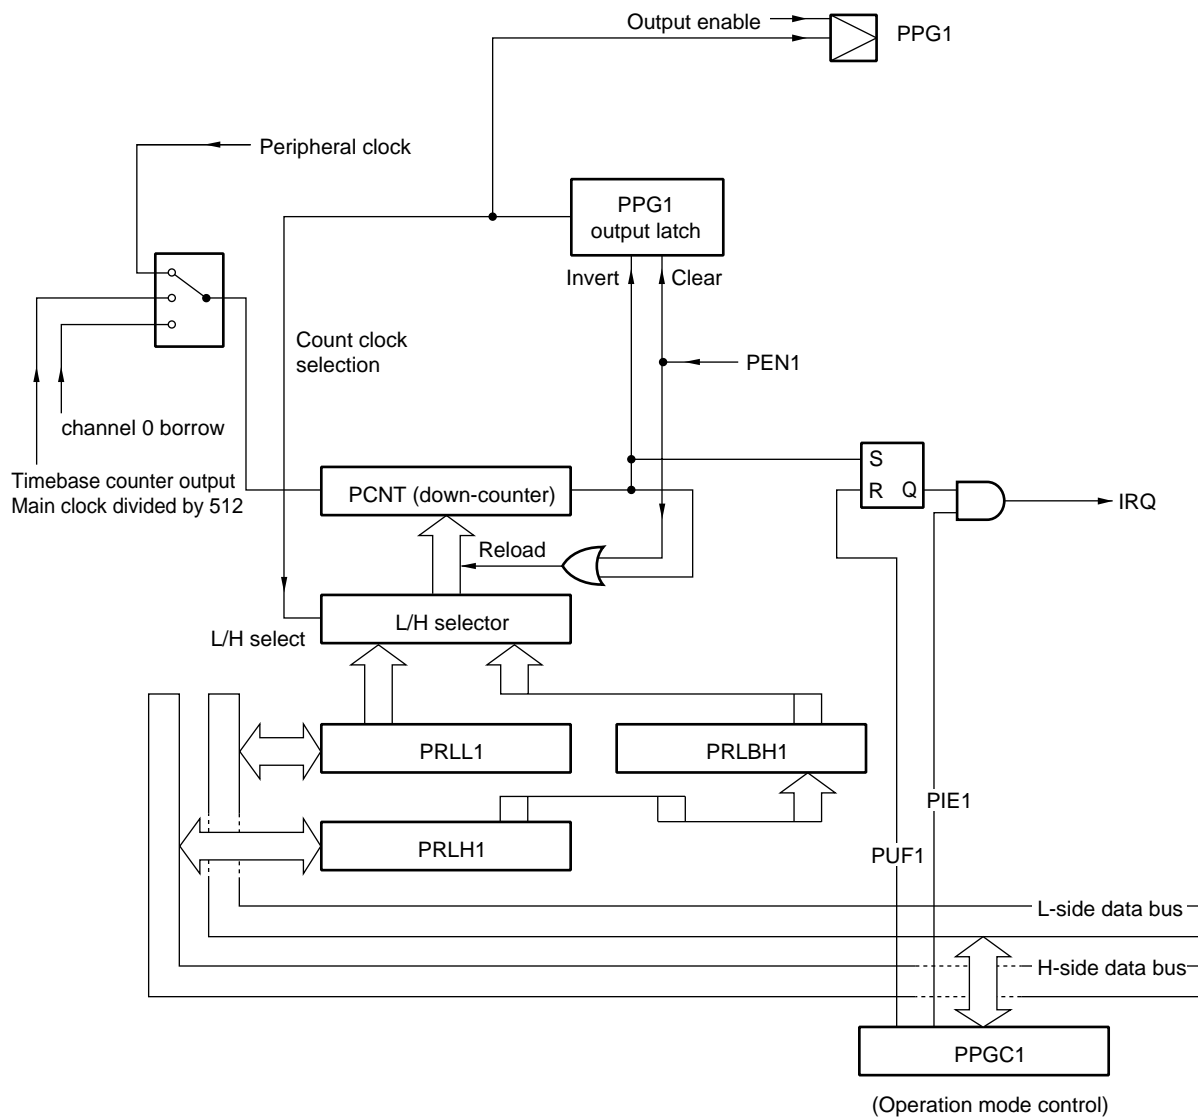 Output enable
PPG1
Peripheral clock
PPG1
output latch
Invert
Clear
Count clock
selection
PEN1
channel 0 borrow
Timebase counter output
Main clock divided by 512
PCNT (down-counter)
S
R Q
IRQ
Reload
L/H selector
L/H select
PRLL1
PRLBH1
PIE1
PRLH1
PUF1
L-side data bus
H-side data bus
PPGC1
(Operation mode control)